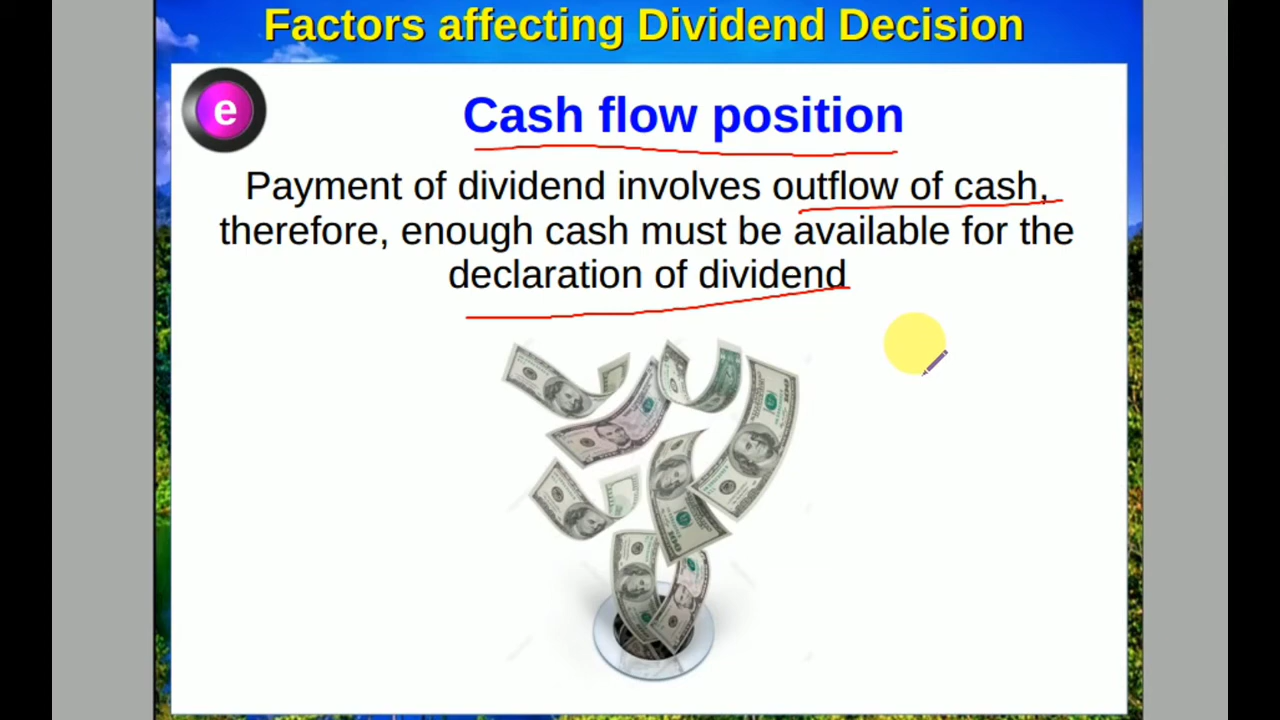 Factors affecting Dividend Decision
e
Cash flow position
Payment of dividend involves outflow of cash,
therefore, enough cash must be available for the
declaration of dividend